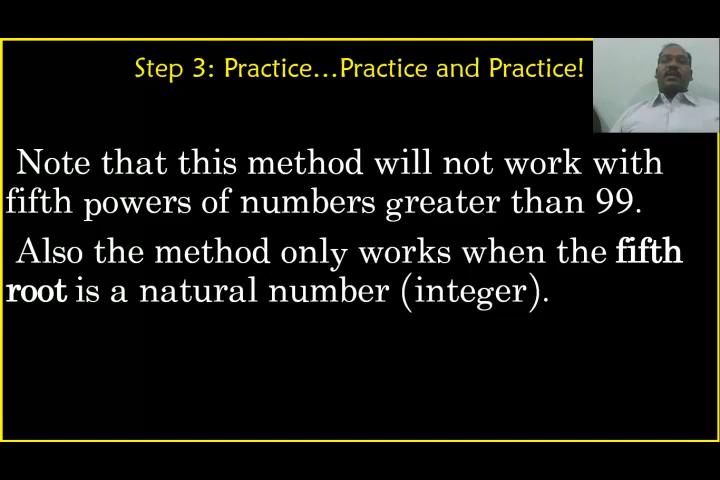 Step 3: Practice...Practice and Practice!
Note that this method will not work with
fifth powers of numbers greater than 99.
Also the method only works when the fifth
root is a natural number (integer).